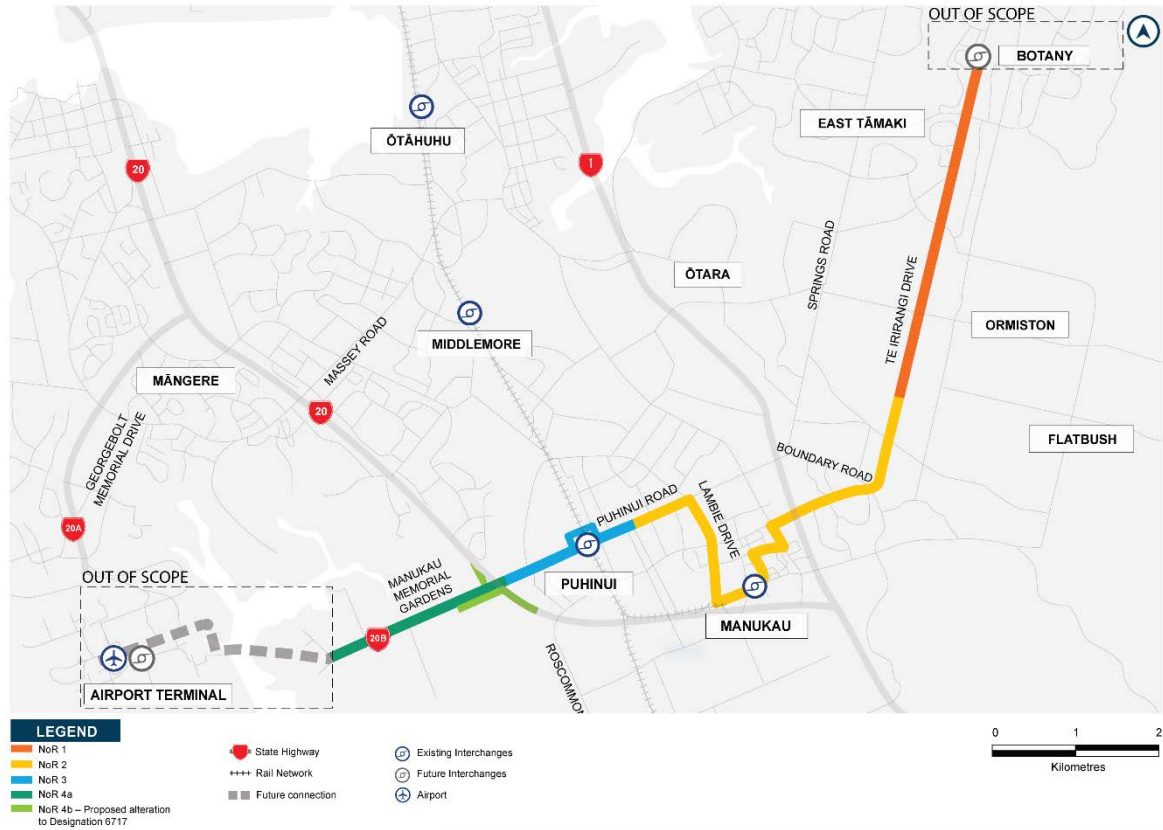 OUT OF SCOPE
BOTANY
EAST TĀMAKI
ŌTĀHUHU
20
1
SPRINGS ROAD
ŌTARA
TE IRIRANGI DRIVE
ORMISTON
MIDDLEMORE
MASSEY ROAD
MĀNGERE
20
GEORGEBOLT
MEMORIAL DRIVE
FLATBUSH
BOUNDARY ROAD
LAMBIE DRIVE
PUHINUI ROAD
20A
OUT OF SCOPE
MANUKAU
MEMORIAL
GARDENS
PUHINUI
MANUKAU
20B
ROSCOMMON
AIRPORT TERMINAL
LEGEND
NoR 1
NoR 2
NoR 3
NoR 4a
NoR 4b – Proposed alteration
to Designation 6717
State Highway
Rail Network
Future connection
Existing Interchanges
Future Interchanges
Airport
0 1 2
Kilometres